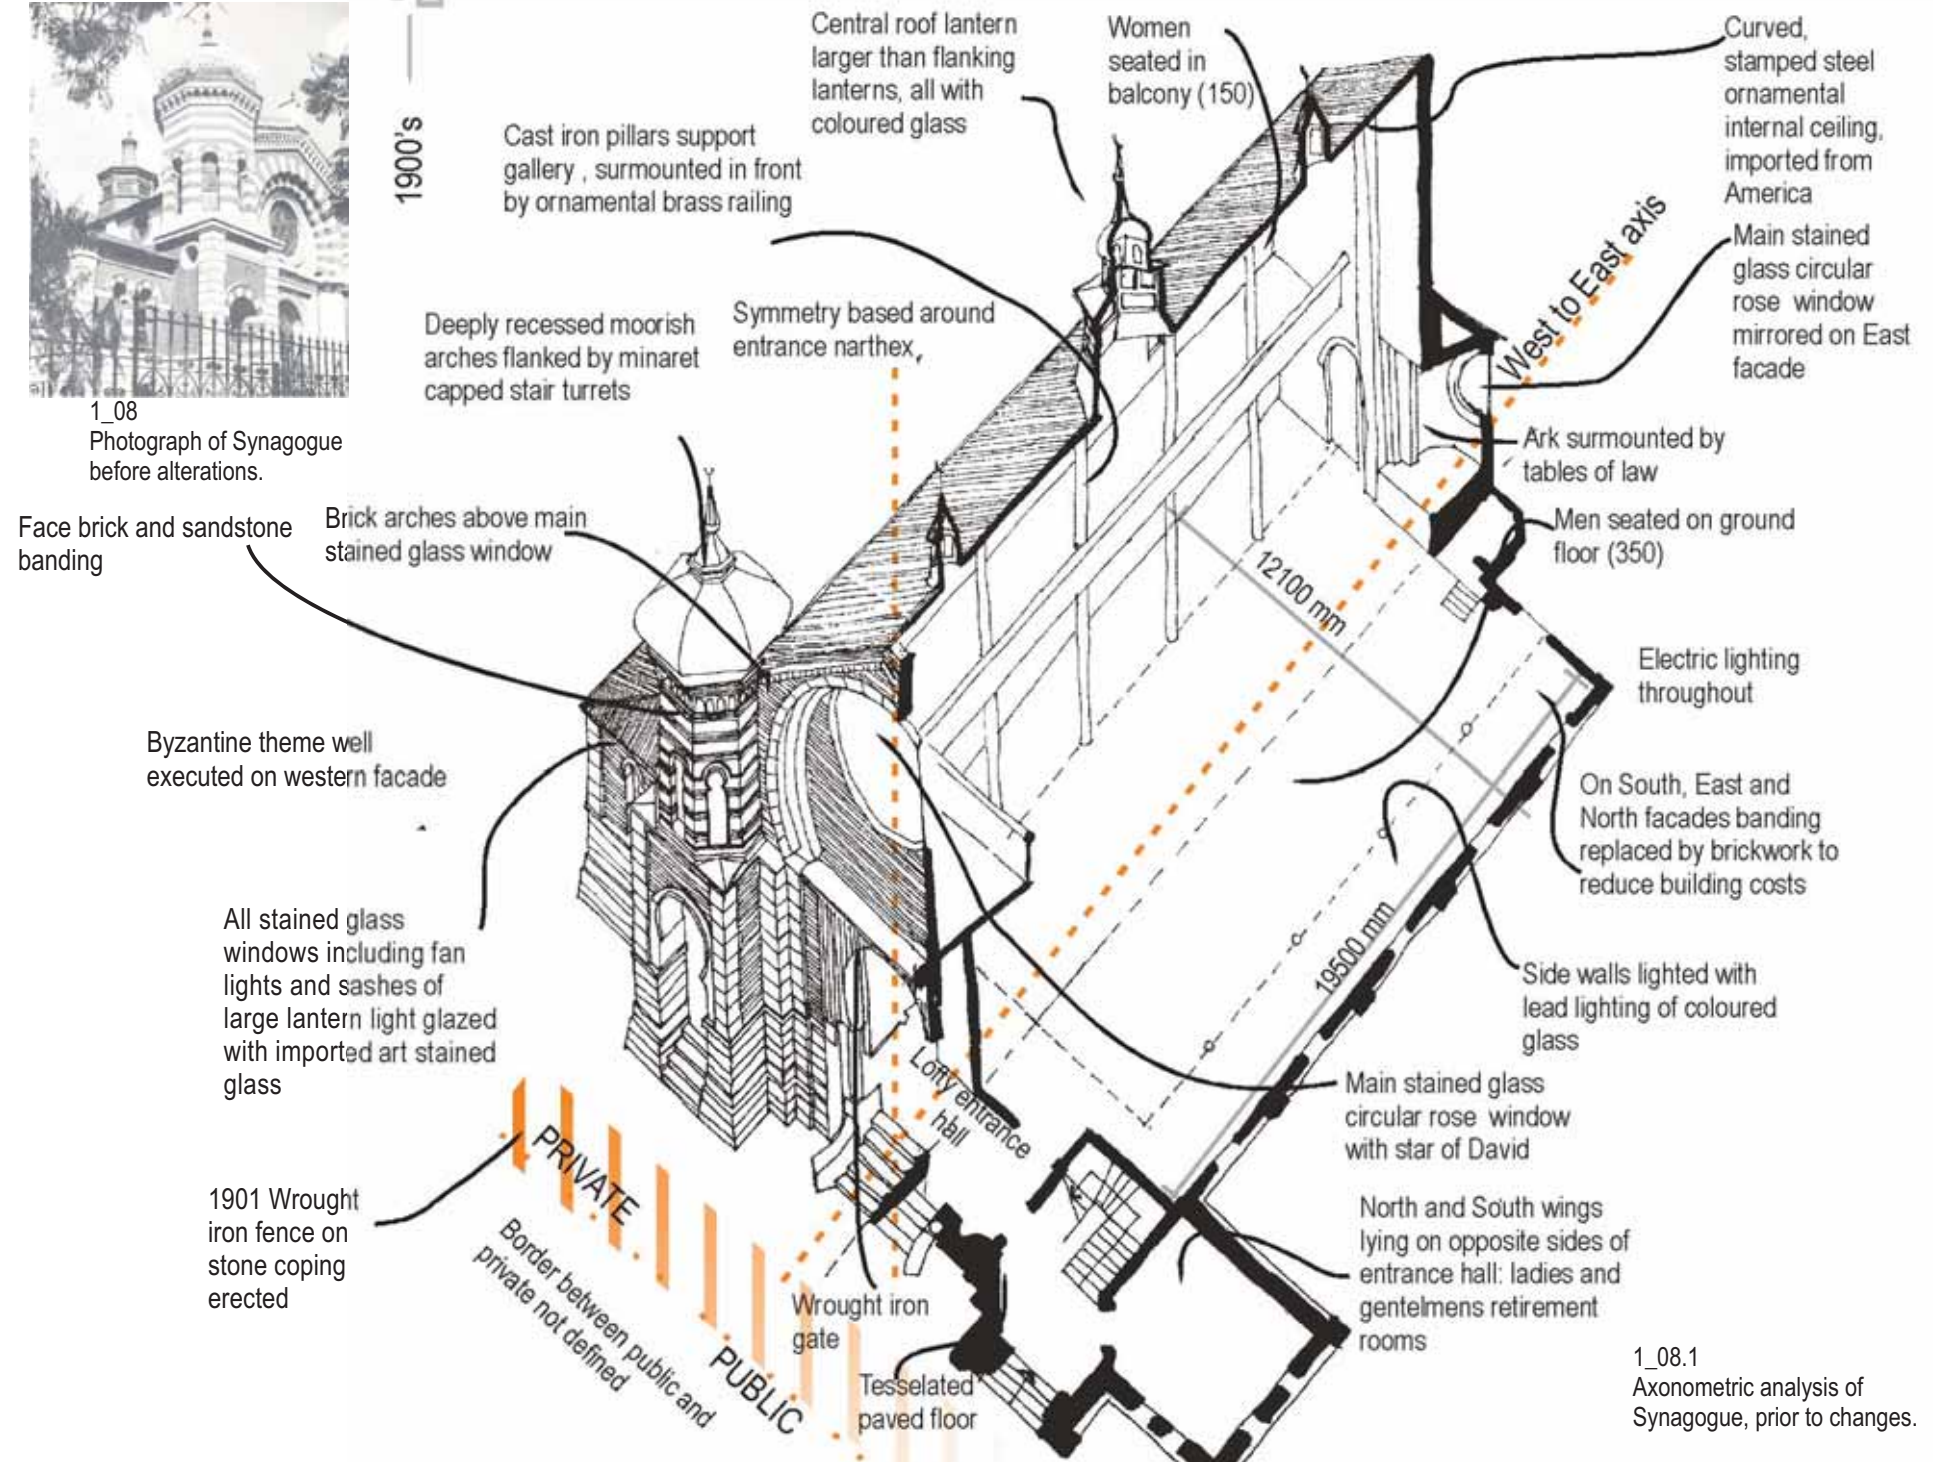 1900's
Central roof lantern
larger than flanking
lanterns, all with
coloured glass
Women
seated in
balcony (150)
Curved,
stamped steel
ornamental
internal ceiling,
imported from
America
Cast iron pillars support
gallery , surmounted in front
by ornamental brass railing
West to East axis
Main stained
glass circular
rose window
mirrored on East
facade
Deeply recessed moorish
arches flanked by minaret
capped stair turrets
Symmetry based around
entrance narthex,
1_08
Photograph of Synagogue
before alterations.
Ark surmounted by
tables of law
Face brick and sandstone
banding
Brick arches above main
stained glass window
Men seated on ground
floor (350)
12100 mm
Electric lighting
throughout
Byzantine theme well
executed on western facade
On South, East and
North facades banding
replaced by brickwork to
reduce building costs
All stained glass
windows including fan
lights and sashes of
large lantern light glazed
with imported art stained
glass
19500 mm
Side walls lighted with
lead lighting of coloured
glass
Lofty entrance
hall
Main stained glass
circular rose window
with star of David
PRIVATE
1901 Wrought
iron fence on
stone coping
erected
Border between public and
private not defined
PUBLIC
North and South wings
lying on opposite sides of
entrance hall: ladies and
gentelmens retirement
rooms
Wrought iron
gate
Tesselated
paved floor
1_08.1
Axonometric analysis of
Synagogue, prior to changes.